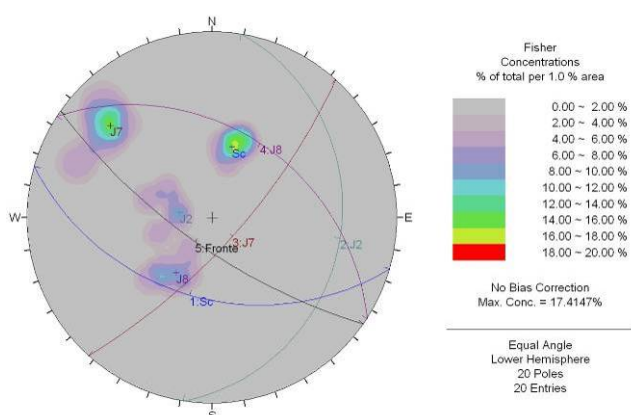 N
J7
Sc
4:J8
W
J2
E
3:J7
2:J2
5:Fronte
J8
1:Sc
S
Fisher
Concentrations
% of total per 1.0 % area
0.00 ~ 2.00 %
2.00 ~ 4.00 %
4.00 ~ 6.00 %
6.00 ~ 8.00 %
8.00 ~ 10.00 %
10.00 ~ 12.00 %
12.00 ~ 14.00 %
14.00 ~ 16.00 %
16.00 ~ 18.00 %
18.00 ~ 20.00 %
No Bias Correction
Max. Conc. = 17.4147%
Equal Angle
Lower Hemisphere
20 Poles
20 Entries